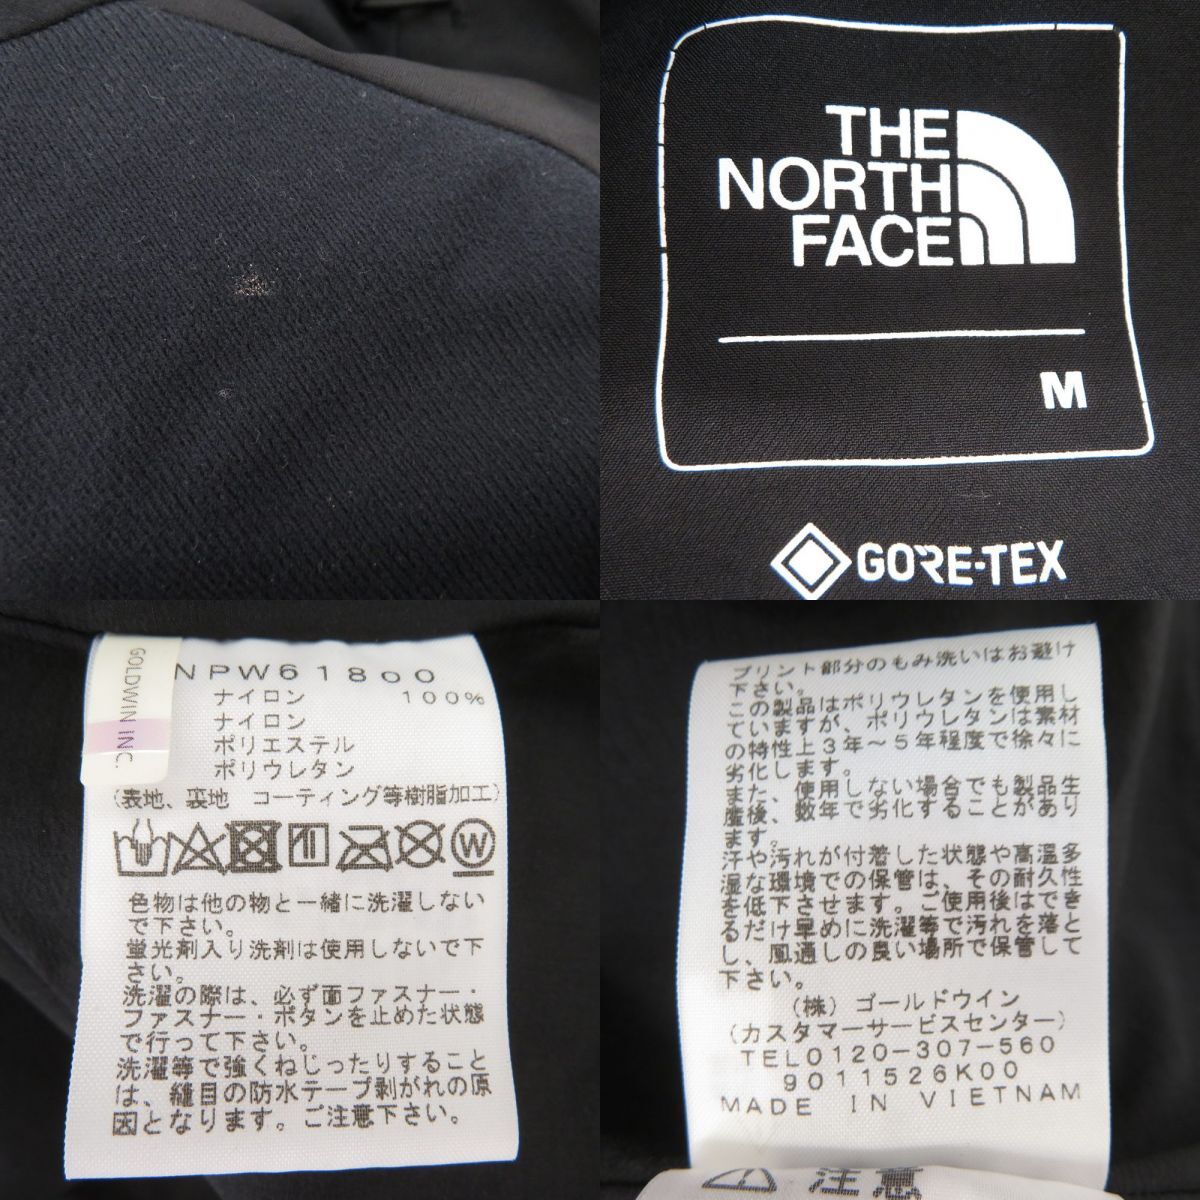 THE
NORTH
FACE
M
GORE-TEX
GOLDWIN INC.
NPW61800
ナイロン 100%
ナイロン
ポリエステル
ポリウレタン
(表地、裏地 コーティング等樹脂加工)
W
色物は他の物と一緒に洗濯しない
で下さい。
蛍光剤入り洗剤は使用しないで下
さい。
洗濯の際は、必ず面ファスナー・
ファスナー・ボタンを止めた状態
で行って下さい。
洗濯等で強くねじったりすること
は、縫目の防水テープ剥がれの原
因となります。ご注意下さい。
プリント部分のもみ洗いはお避け
下さい。
この製品はポリウレタンを使用し
ていますが、ポリウレタンは素材
の特性上3年〜5年程度で徐々に
劣化します。
また、使用しない場合でも製品生
産後、数年で劣化することがあり
ます。
汗や汚れが付着した状態や高温多
湿な環境での保管は、その耐久性
を低下させます。ご使用後はでき
るだけ早めに洗濯等で汚れを落と
し、風通しの良い場所で保管して
下さい。
(株)ゴールドウイン
(カスタマーサービスセンター)
TEL0120-307-560
9011526K00
MADE IN VIETNAM
注意